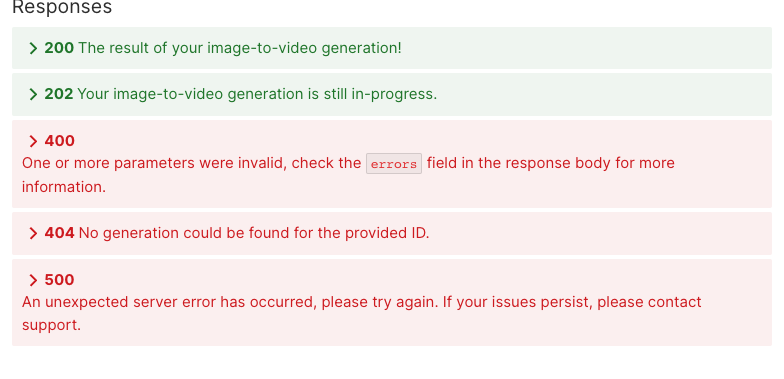 Responses
200 The result of your image-to-video generation!
202 Your image-to-video generation is still in-progress.
400
One or more parameters were invalid, check the errors field in the response body for more
information.
404 No generation could be found for the provided ID.
500
An unexpected server error has occurred, please try again. If your issues persist, please contact
support.